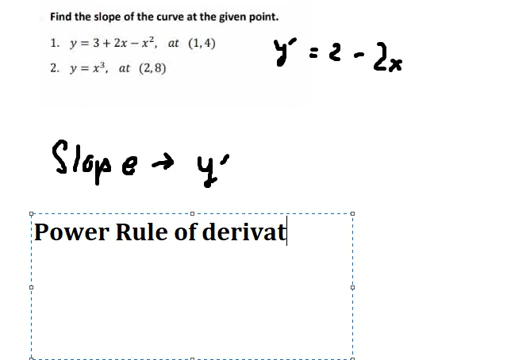 Find the slope of the curve at the given point.
1. y = 3 + 2x − x², at (1,4)
y′ = 2 - 2x
2. y = x³, at (2,8)
Slope → y′
Power Rule of derivat